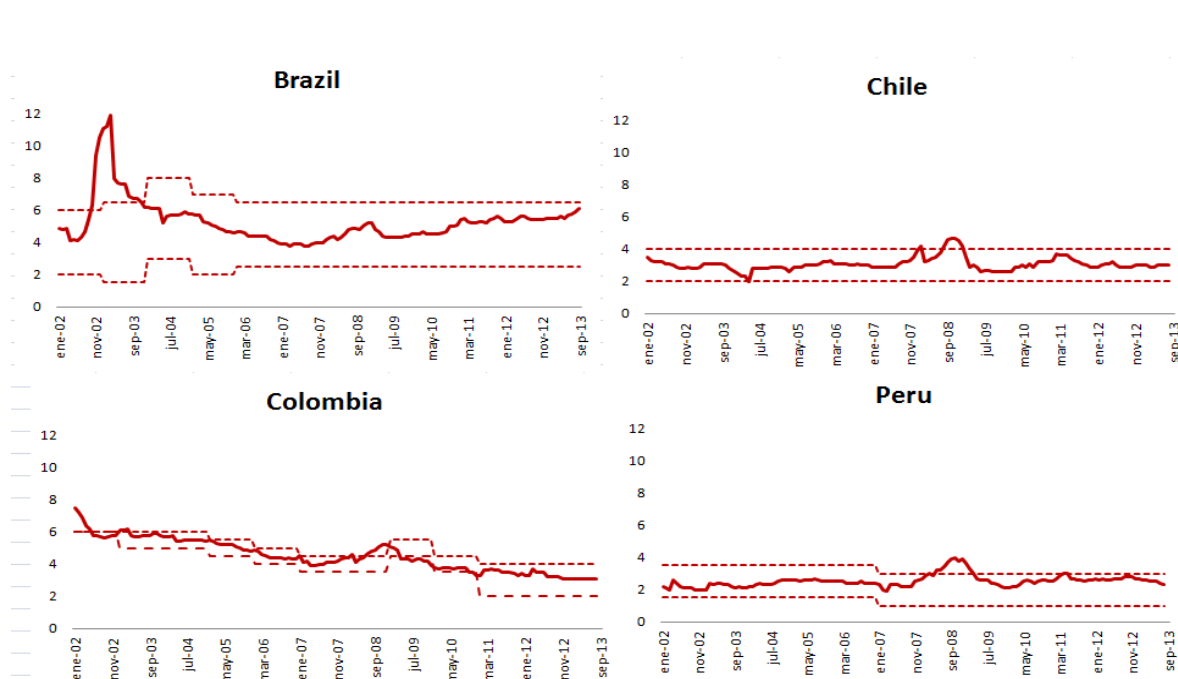 Brazil
12
10
8
6
4
2
0
ene-02
nov-02
sep-03
jul-04
may-05
mar-06
ene-07
nov-07
sep-08
jul-09
may-10
mar-11
ene-12
nov-12
sep-13
Chile
12
10
8
6
4
2
0
ene-02
nov-02
sep-03
jul-04
may-05
mar-06
ene-07
nov-07
sep-08
jul-09
may-10
mar-11
ene-12
nov-12
sep-13
Colombia
12
10
8
6
4
2
0
ene-02
nov-02
sep-03
jul-04
may-05
mar-06
ene-07
nov-07
sep-08
jul-09
may-10
mar-11
ene-12
nov-12
sep-13
Peru
12
10
8
6
4
2
0
ene-02
nov-02
sep-03
jul-04
may-05
mar-06
ene-07
nov-07
sep-08
jul-09
may-10
mar-11
ene-12
nov-12
sep-13